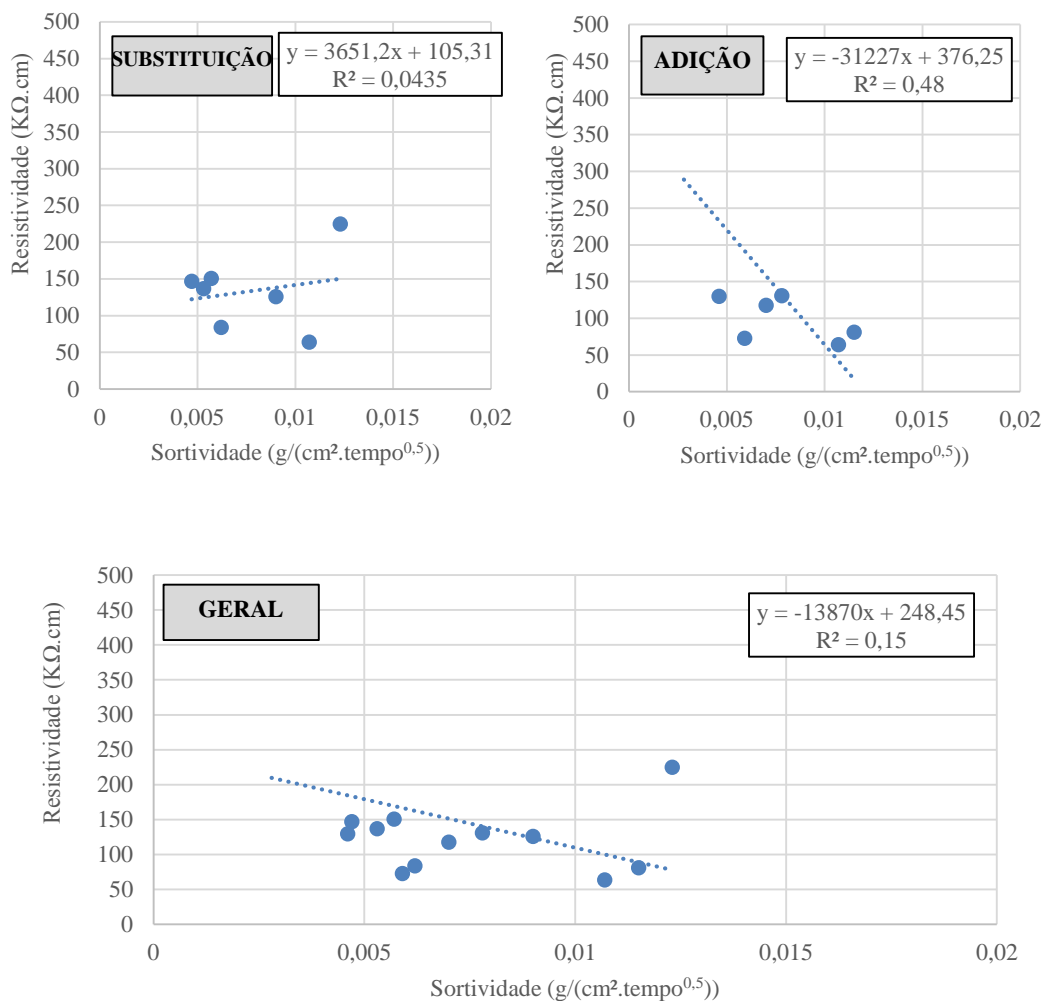 500
450
400
350
300
250
200
150
100
50
0
Resistividade (KΩ.cm)
SUBSTITUIÇÃO
y = 3651,2x + 105,31
R² = 0,0435
0 0,005 0,01 0,015 0,02
Sortividade (g/(cm².tempo⁰,⁵))
500
450
400
350
300
250
200
150
100
50
0
Resistividade (KΩ.cm)
ADIÇÃO
y = -31227x + 376,25
R² = 0,48
0 0,005 0,01 0,015 0,02
Sortividade (g/(cm².tempo⁰,⁵))
500
450
400
350
300
250
200
150
100
50
0
Resistividade (KΩ.cm)
GERAL
y = -13870x + 248,45
R² = 0,15
0 0,005 0,01 0,015 0,02
Sortividade (g/(cm².tempo⁰,⁵))